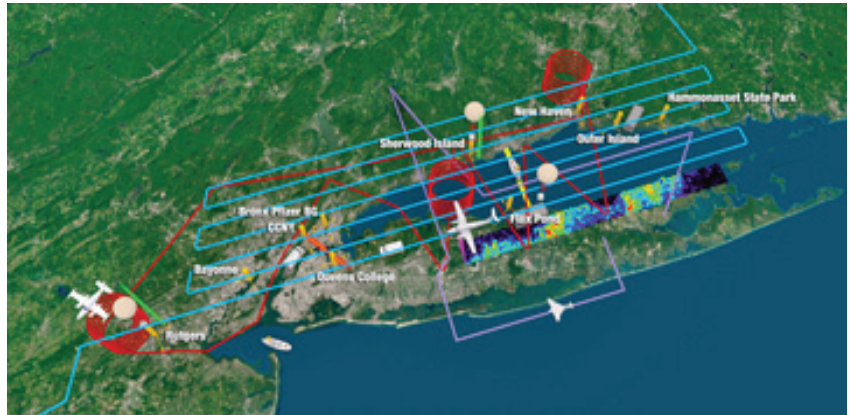 Hammonasset State Park
New Haven
Outer Island
Sherwood Island
Bronx Pfizer BG
Flax Pond
CCNY
Bayonne
Queens College
Rutgers